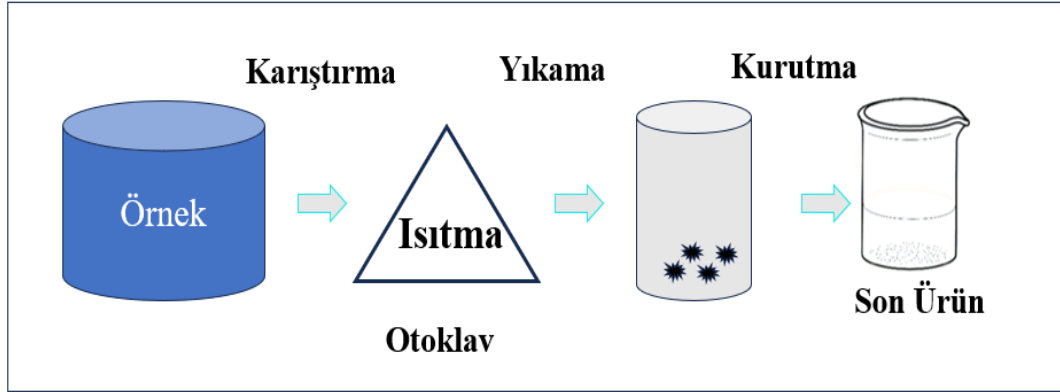 Karıştırma
Yıkama
Kurutma
Örnek
Isıtma
Son Ürün
Otoklav